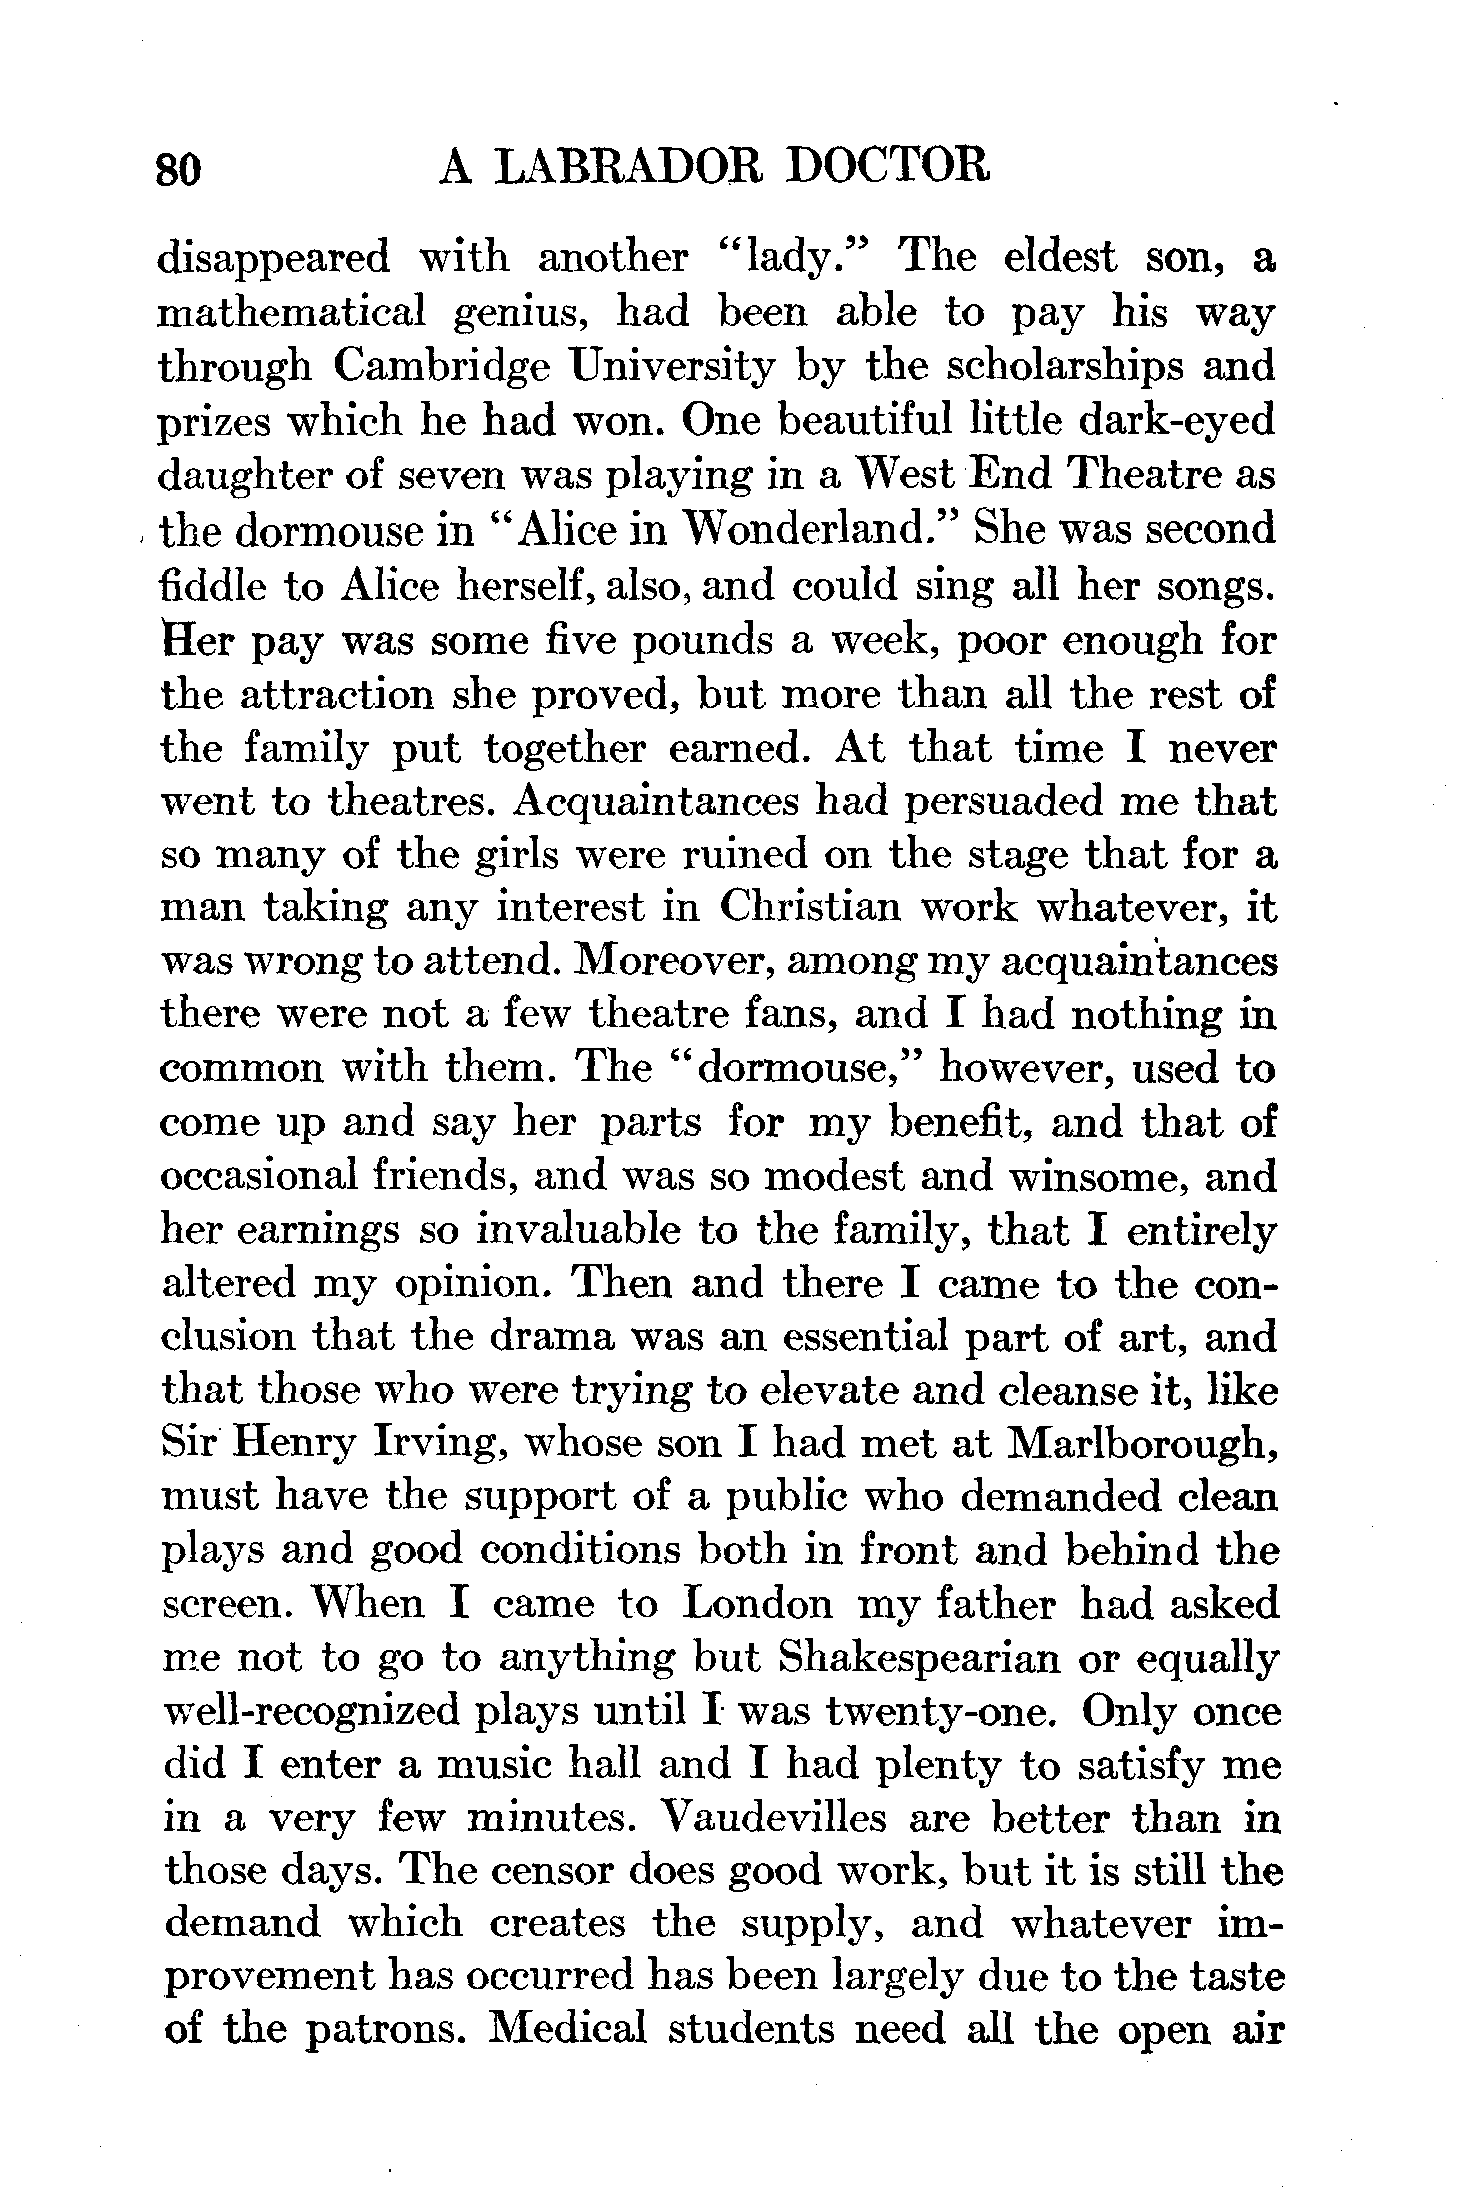 80 A LABRADOR DOCTOR
disappeared with another “lady.” The eldest son, a
mathematical genius, had been able to pay his way
through Cambridge University by the scholarships and
prizes which he had won. One beautiful little dark-eyed
daughter of seven was playing in a West End Theatre as
the dormouse in “Alice in Wonderland.” She was second
fiddle to Alice herself, also, and could sing all her songs.
Her pay was some five pounds a week, poor enough for
the attraction she proved, but more than all the rest of
the family put together earned. At that time I never
went to theatres. Acquaintances had persuaded me that
so many of the girls were ruined on the stage that for a
man taking any interest in Christian work whatever, it
was wrong to attend. Moreover, among my acquaintances
there were not a few theatre fans, and I had nothing in
common with them. The “dormouse,” however, used to
come up and say her parts for my benefit, and that of
occasional friends, and was so modest and winsome, and
her earnings so invaluable to the family, that I entirely
altered my opinion. Then and there I came to the con-
clusion that the drama was an essential part of art, and
that those who were trying to elevate and cleanse it, like
Sir Henry Irving, whose son I had met at Marlborough,
must have the support of a public who demanded clean
plays and good conditions both in front and behind the
screen. When I came to London my father had asked
me not to go to anything but Shakespearian or equally
well-recognized plays until I was twenty-one. Only once
did I enter a music hall and I had plenty to satisfy me
in a very few minutes. Vaudevilles are better than in
those days. The censor does good work, but it is still the
demand which creates the supply, and whatever im-
provement has occurred has been largely due to the taste
of the patrons. Medical students need all the open air